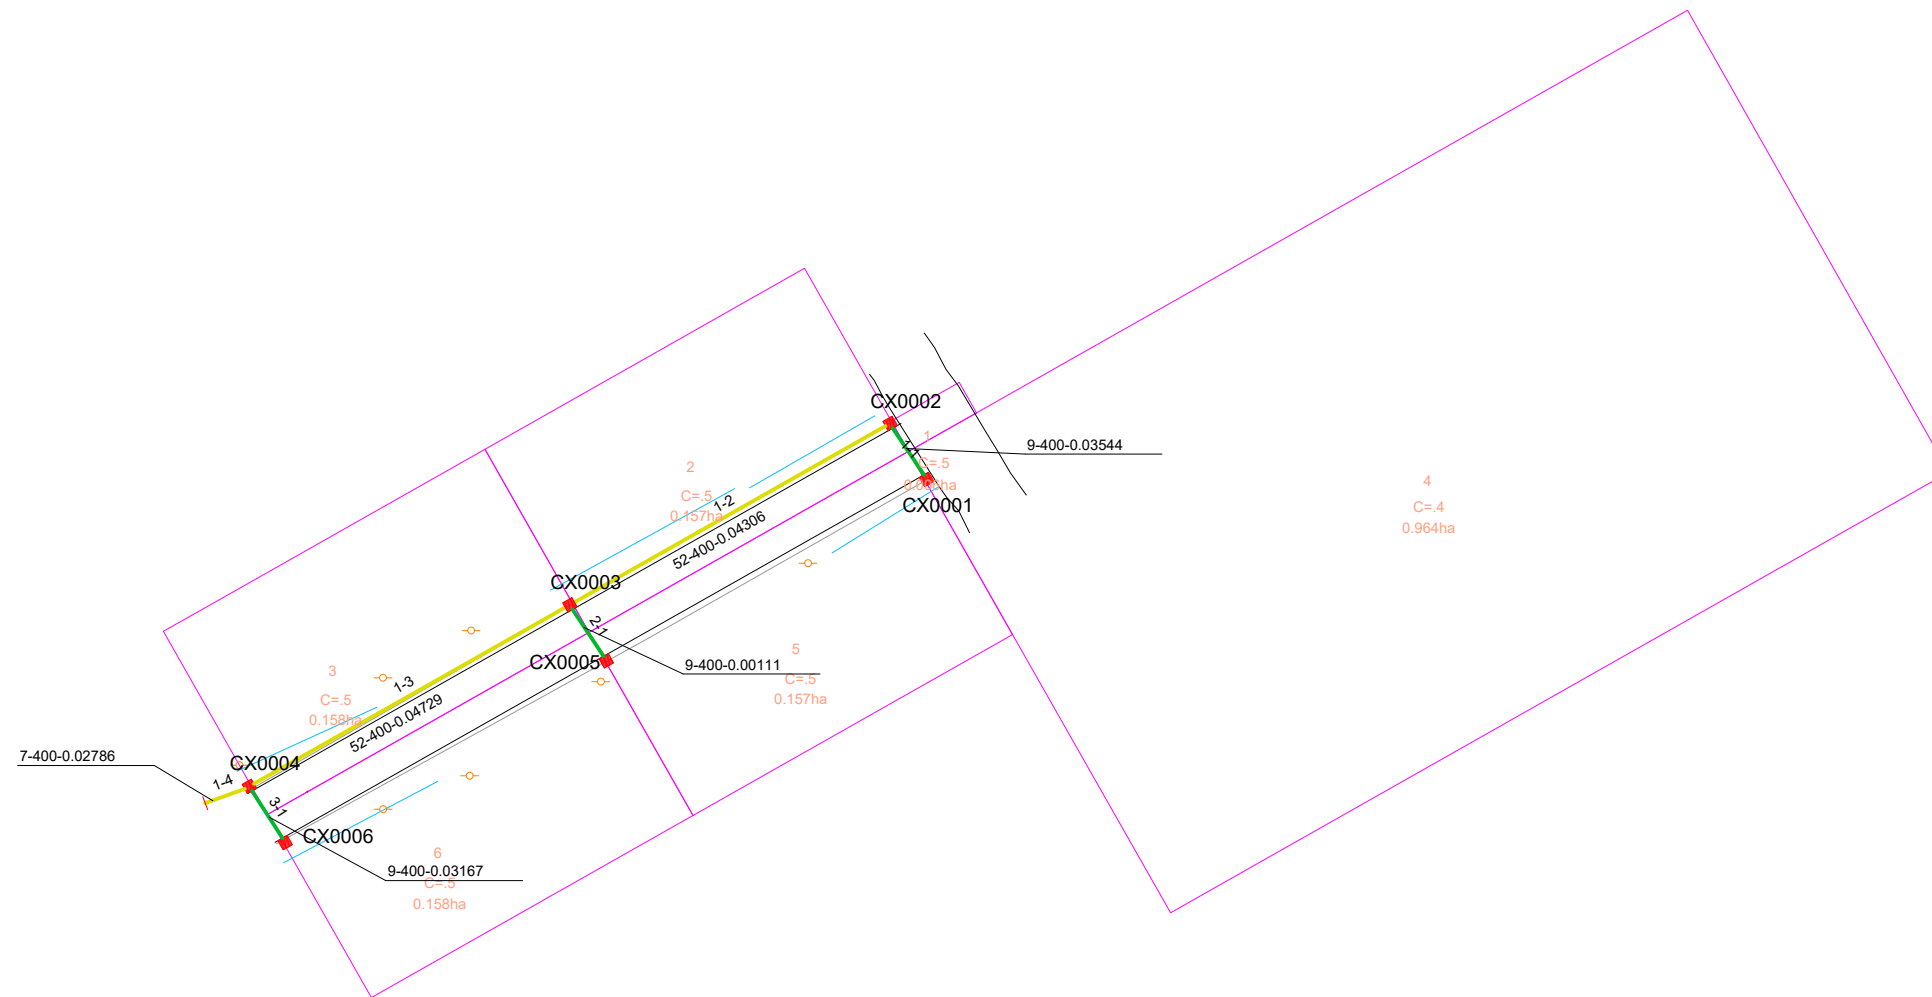 CX0002
1
9-400-0.03544
C=.5
CX0001
2
C=.5
0.157ha
1-2
52-400-0.04306
4
C=.4
0.964ha
CX0003
2-1
CX0005
9-400-0.00111
5
C=.5
0.157ha
3
C=.5
0.158ha
1-3
52-400-0.04729
7-400-0.02786
CX0004
1-4
3-1
CX0006
6
9-400-0.03167
C=.5
0.158ha